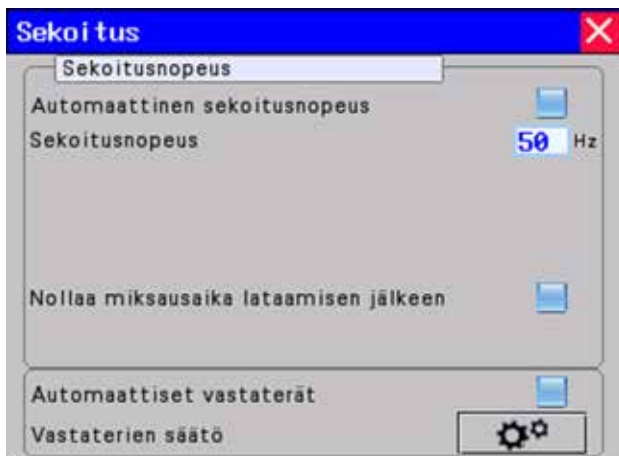 Sekoitus
Sekoitusnopeus
Automaattinen sekoitusnopeus
Sekoitusnopeus 50 Hz
Nollaa miksausaika lataamisen jälkeen
Automaattiset vastaterät
Vastaterien säätö